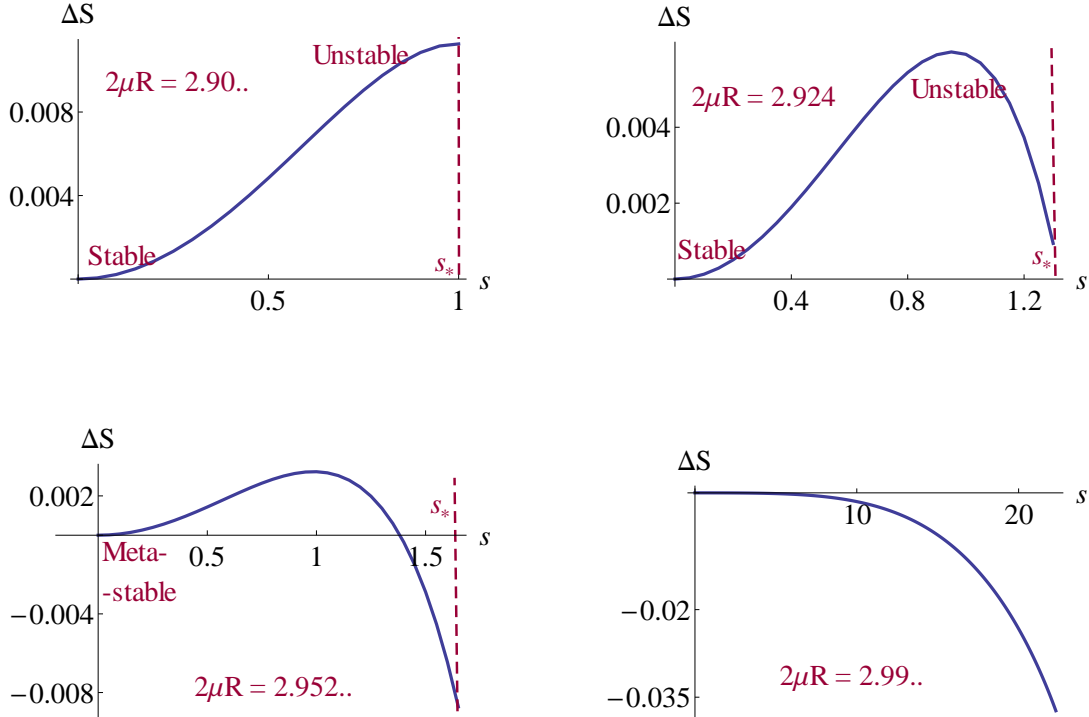 ΔS
Unstable
2μR = 2.90..
0.008
0.004
Stable
s*
0.5
1
s
ΔS
2μR = 2.924
Unstable
0.004
0.002
Stable
s*
0.4
0.8
1.2
s
ΔS
0.002
s*
0.5
1
1.5
s
Meta-
-stable
−0.004
2μR = 2.952..
−0.008
ΔS
10
20
s
−0.02
2μR = 2.99..
−0.035